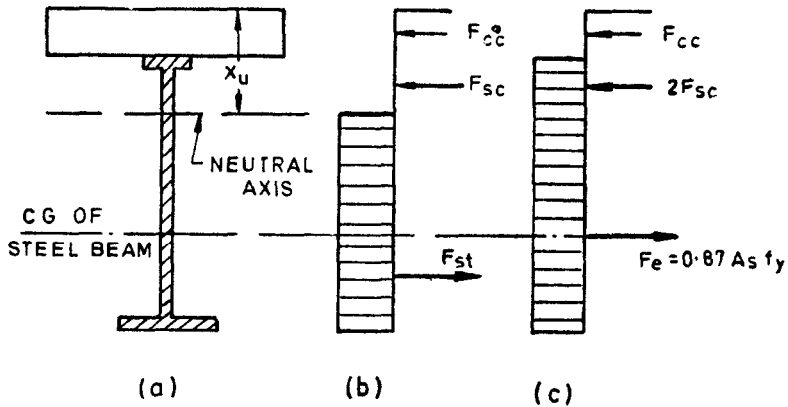 xu
NEUTRAL
AXIS
CG OF
STEEL BEAM
(a)
Fcc
Fsc
Fst
(b)
Fcc
2Fsc
Fe = 0.87 As fy
(c)